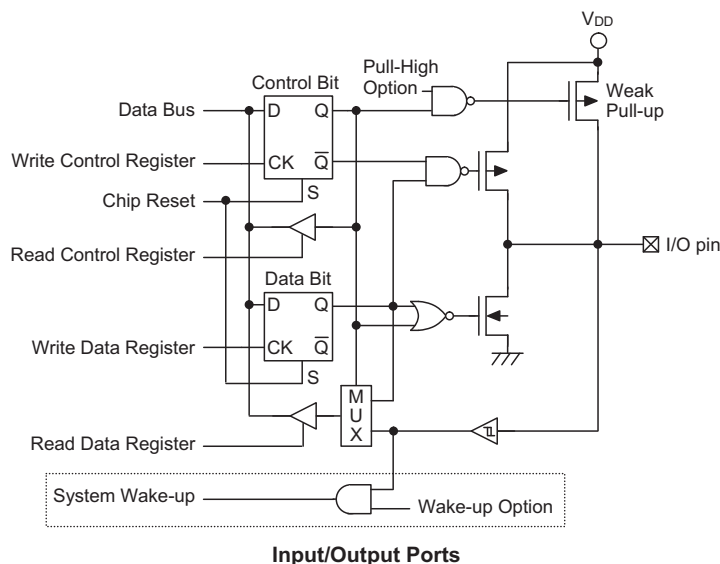 V_DD
Control Bit
Pull-High
Option
Weak
Pull-up
Data Bus
D
Q
Write Control Register
CK
Q̅
Chip Reset
S
Read Control Register
I/O pin
Data Bit
D
Q
Write Data Register
CK
Q̅
S
M
U
X
Read Data Register
System Wake-up
Wake-up Option
Input/Output Ports